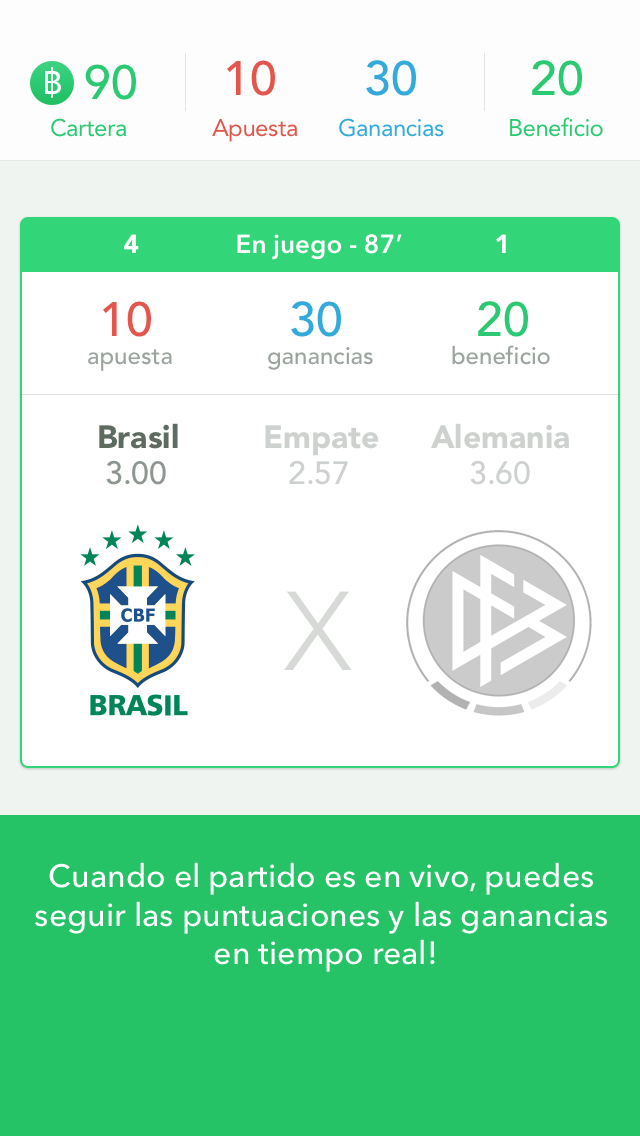 ฿ 90 10 30 20
Cartera Apuesta Ganancias Beneficio
4 En juego - 87’ 1
10 30 20
apuesta ganancias beneficio
Brasil Empate Alemania
3.00 2.57 3.60
CBF
X
BRASIL
Cuando el partido es en vivo, puedes
seguir las puntuaciones y las ganancias
en tiempo real!